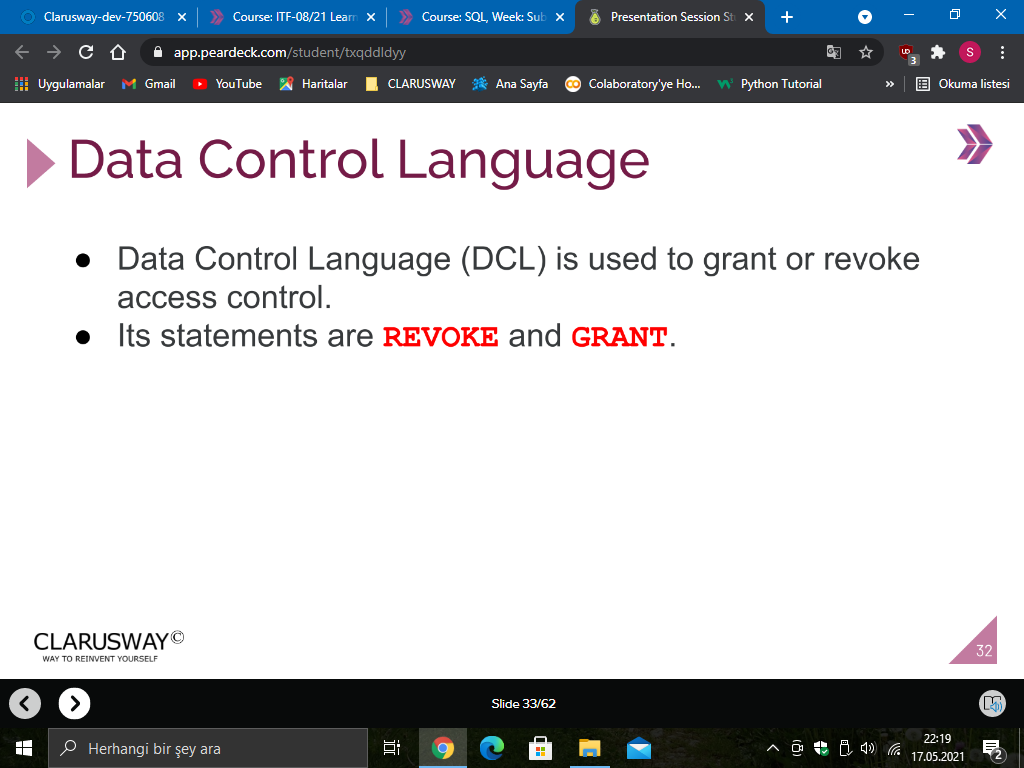 Clarusway-dev-750608
Course: ITF-08/21 Learn
Course: SQL, Week: Sub
Presentation Session St
app.peardeck.com/student/txqddldyy
3
S
Uygulamalar
Gmail
YouTube
Haritalar
CLARUSWAY
Ana Sayfa
Colaboratory'ye Ho...
Python Tutorial
»
Okuma listesi
Data Control Language
● Data Control Language (DCL) is used to grant or revoke
access control.
● Its statements are REVOKE and GRANT.
CLARUSWAY©
WAY TO REINVENT YOURSELF
32
Slide 33/62
Herhangi bir şey ara
22:19
17.05.2021
2